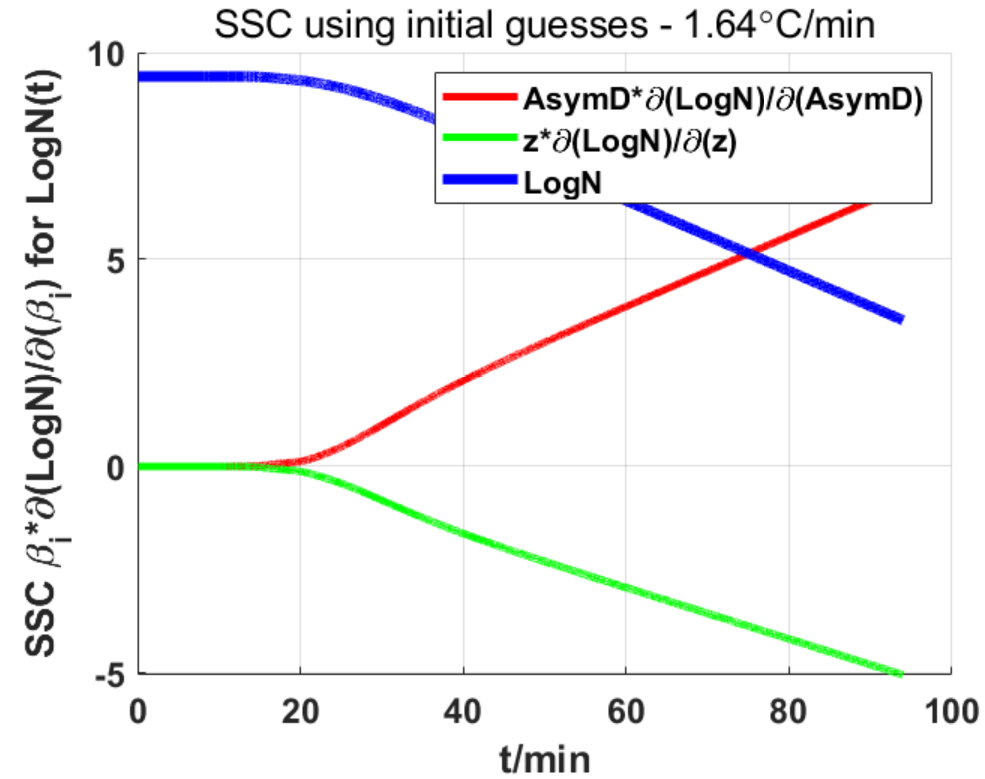 SSC using initial guesses - 1.64°C/min
SSC βi*∂(LogN)/∂(βi) for LogN(t)
10
5
0
-5
AsymD*∂(LogN)/∂(AsymD)
z*∂(LogN)/∂(z)
LogN
0 20 40 60 80 100
t/min